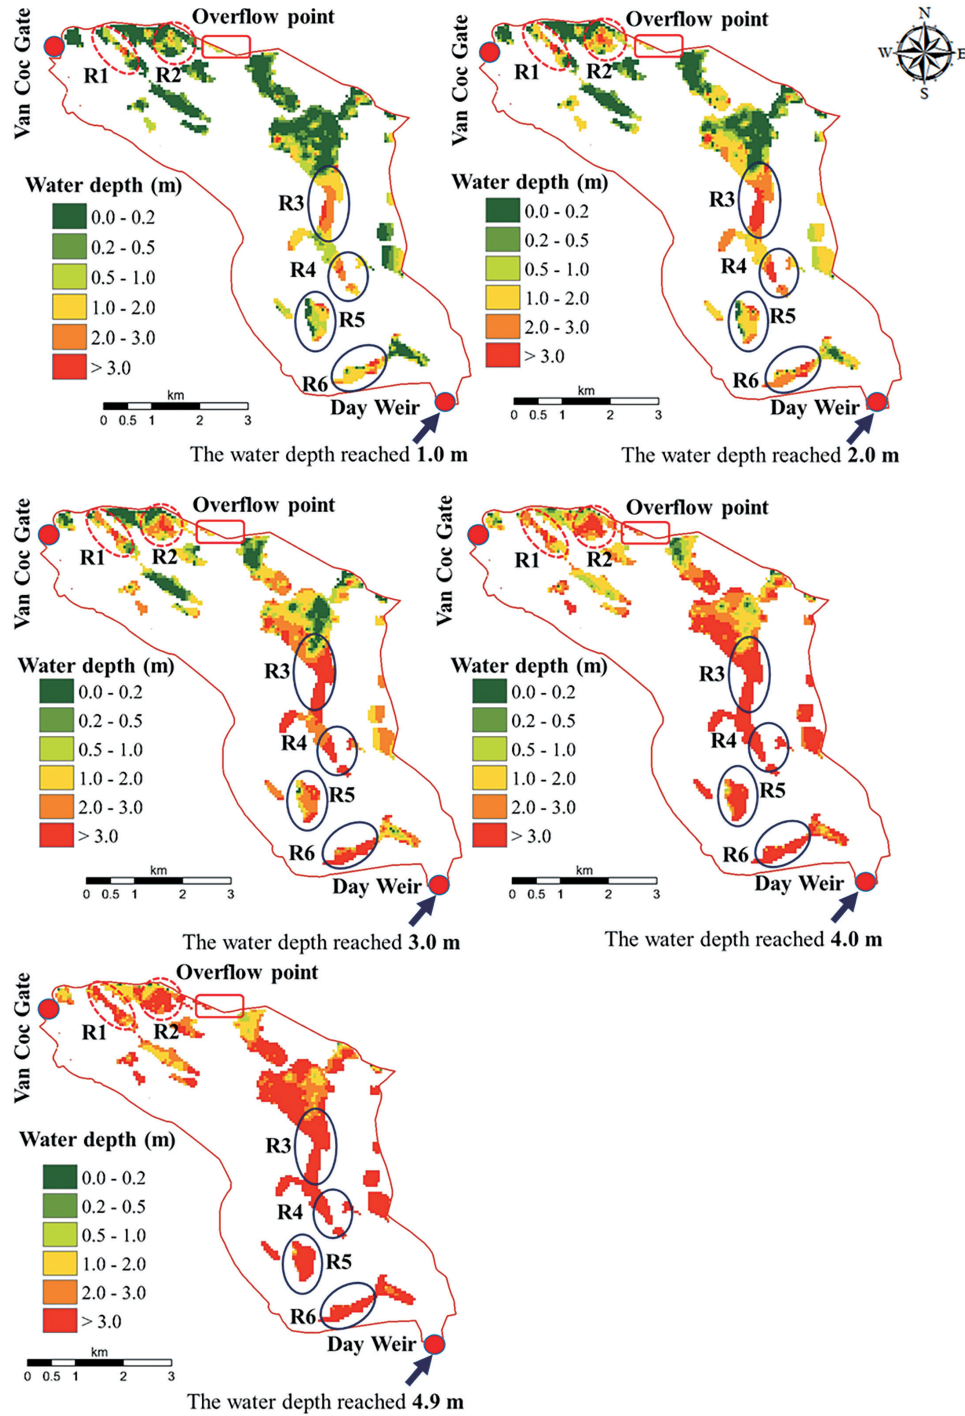 Overflow point
Van Coc Gate
R1
R2
R3
R4
R5
R6
Water depth (m)
0.0 - 0.2
0.2 - 0.5
0.5 - 1.0
1.0 - 2.0
2.0 - 3.0
> 3.0
km
0 0.5 1 2 3
Day Weir
The water depth reached 1.0 m
Overflow point
N
W E
S
Van Coc Gate
R1
R2
R3
R4
R5
R6
Water depth (m)
0.0 - 0.2
0.2 - 0.5
0.5 - 1.0
1.0 - 2.0
2.0 - 3.0
> 3.0
km
0 0.5 1 2 3
Day Weir
The water depth reached 2.0 m
Overflow point
Van Coc Gate
R1
R2
R3
R4
R5
R6
Water depth (m)
0.0 - 0.2
0.2 - 0.5
0.5 - 1.0
1.0 - 2.0
2.0 - 3.0
> 3.0
km
0 0.5 1 2 3
Day Weir
The water depth reached 3.0 m
Overflow point
Van Coc Gate
R1
R2
R3
R4
R5
R6
Water depth (m)
0.0 - 0.2
0.2 - 0.5
0.5 - 1.0
1.0 - 2.0
2.0 - 3.0
> 3.0
km
0 0.5 1 2 3
Day Weir
The water depth reached 4.0 m
Overflow point
Van Coc Gate
R1
R2
R3
R4
R5
R6
Water depth (m)
0.0 - 0.2
0.2 - 0.5
0.5 - 1.0
1.0 - 2.0
2.0 - 3.0
> 3.0
km
0 0.5 1 2 3
Day Weir
The water depth reached 4.9 m